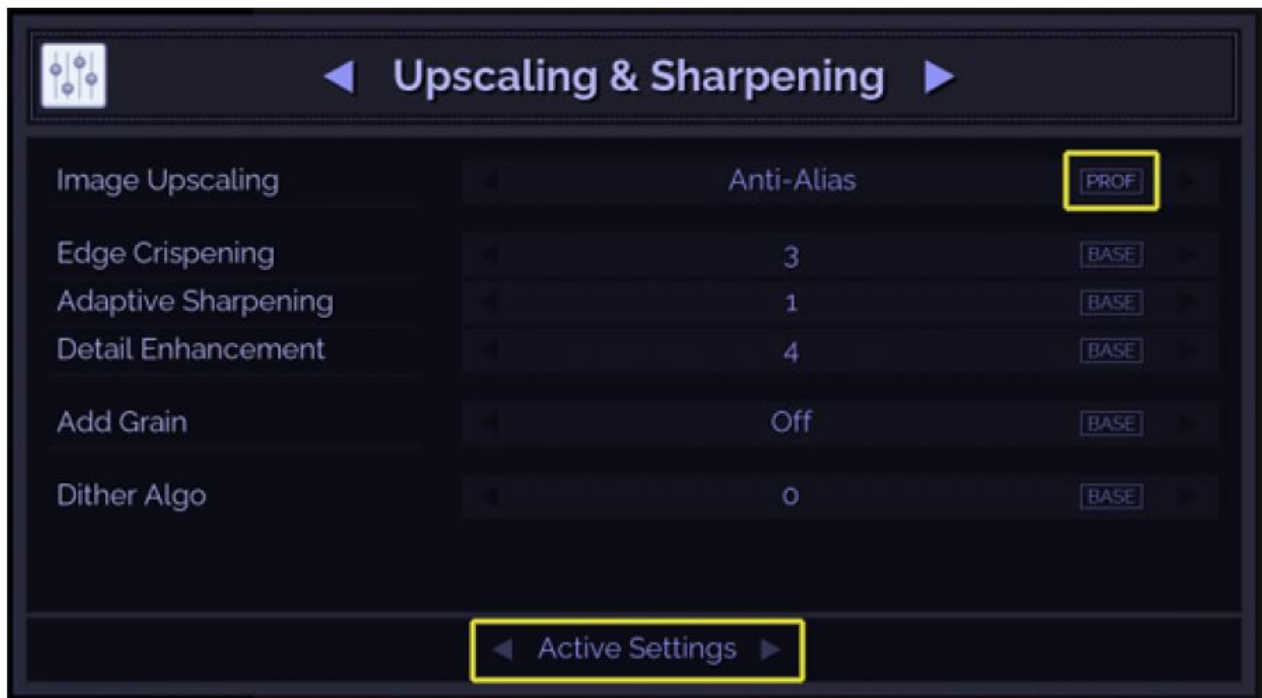 Upscaling & Sharpening
Image Upscaling Anti-Alias PROF
Edge Crispening 3 BASE
Adaptive Sharpening 1 BASE
Detail Enhancement 4 BASE
Add Grain Off BASE
Dither Algo 0 BASE
Active Settings